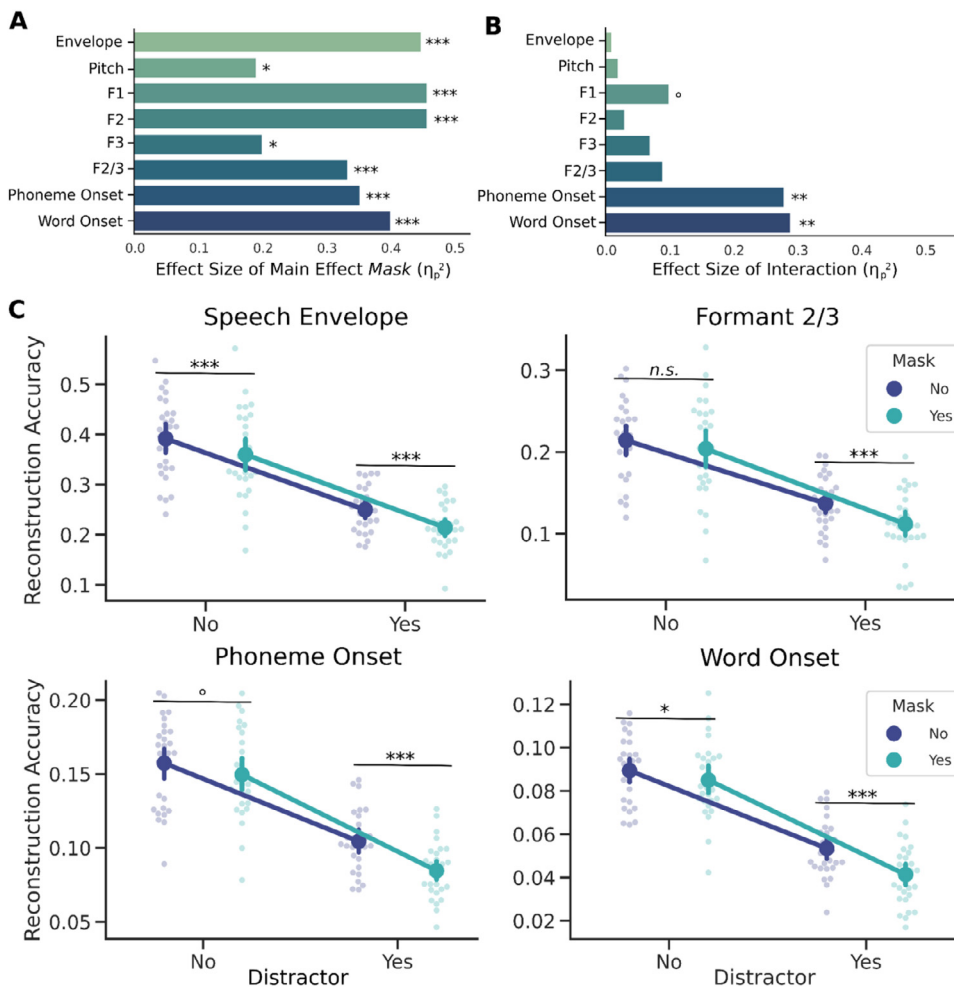 A
Envelope
***
Pitch
*
F1
***
F2
***
F3
*
F2/3
***
Phoneme Onset
***
Word Onset
***
0.0 0.1 0.2 0.3 0.4 0.5
Effect Size of Main Effect Mask (ηp²)
B
Envelope
Pitch
F1
°
F2
F3
F2/3
Phoneme Onset
**
Word Onset
**
0.0 0.1 0.2 0.3 0.4 0.5
Effect Size of Interaction (ηp²)
C
Speech Envelope
Reconstruction Accuracy
0.5
0.4
0.3
0.2
0.1
***
***
No Yes
Formant 2/3
0.3
0.2
0.1
n.s.
***
Mask
No
Yes
No Yes
Phoneme Onset
Reconstruction Accuracy
0.20
0.15
0.10
0.05
°
***
No Yes
Distractor
Word Onset
0.12
0.10
0.08
0.06
0.04
0.02
*
***
Mask
No
Yes
No Yes
Distractor